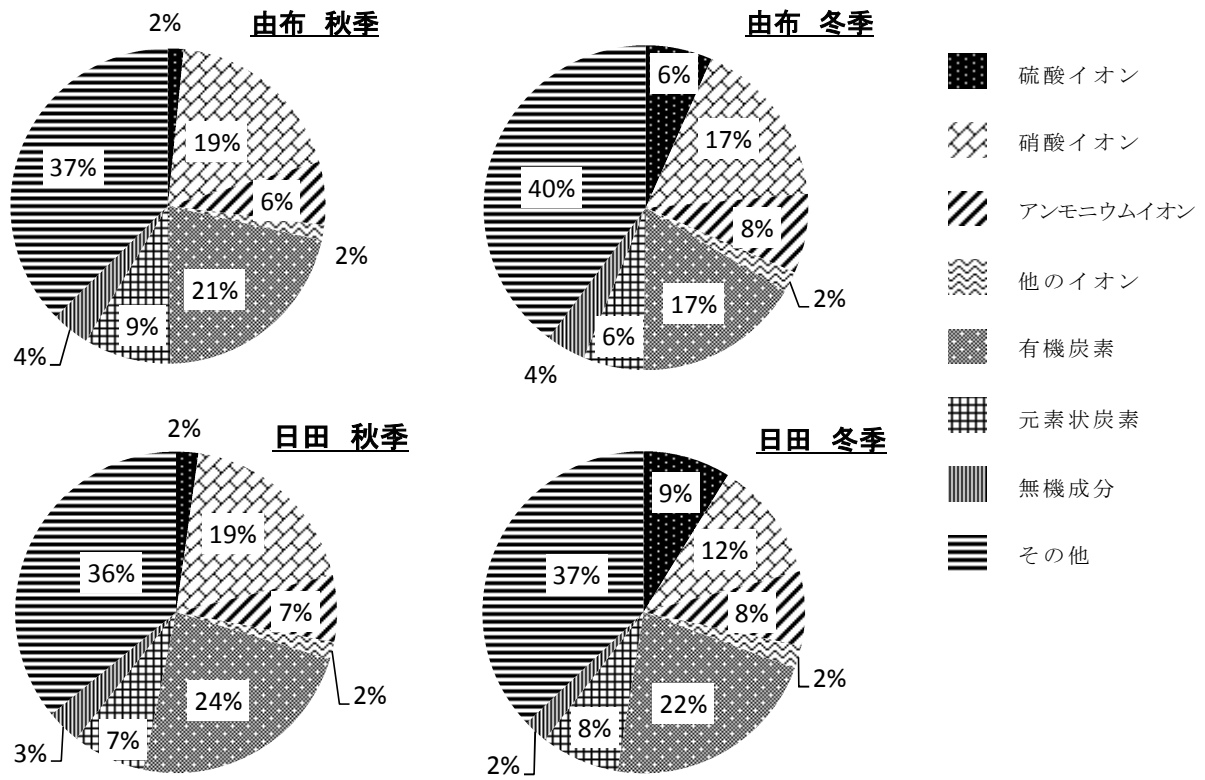 由布 秋季
2%
19%
6%
2%
21%
9%
4%
37%
由布 冬季
6%
17%
8%
2%
17%
6%
4%
40%
日田 秋季
2%
19%
7%
2%
24%
7%
3%
36%
日田 冬季
9%
12%
8%
2%
22%
8%
2%
37%
硫酸イオン
硝酸イオン
アンモニウムイオン
他のイオン
有機炭素
元素状炭素
無機成分
その他